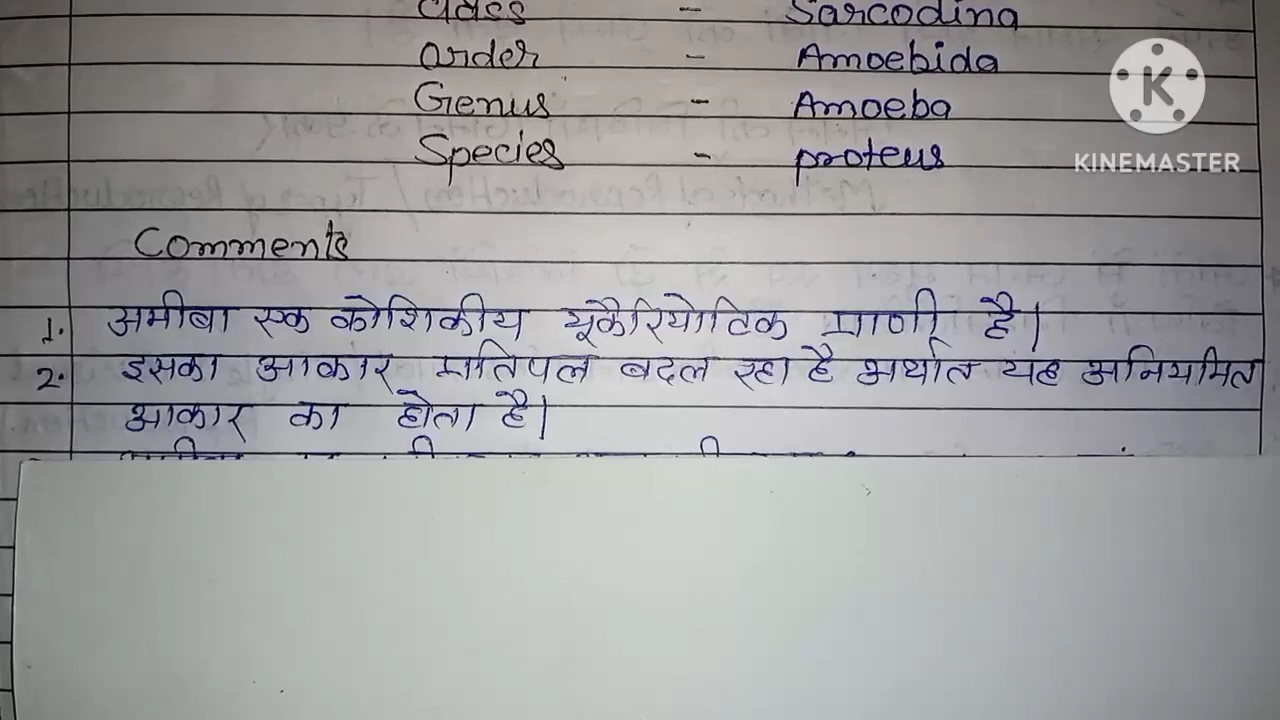 Class - Sarcodina
Order - Amoebida
Genus - Amoeba
Species - proteus
K
KINEMASTER
Comments
1. अमीबा एक कोशिकीय यूकैरियोटिक प्राणी है।
2. इसका आकार प्रतिपल बदल रहा है अर्थात यह अनियमित
आकार का होता है।